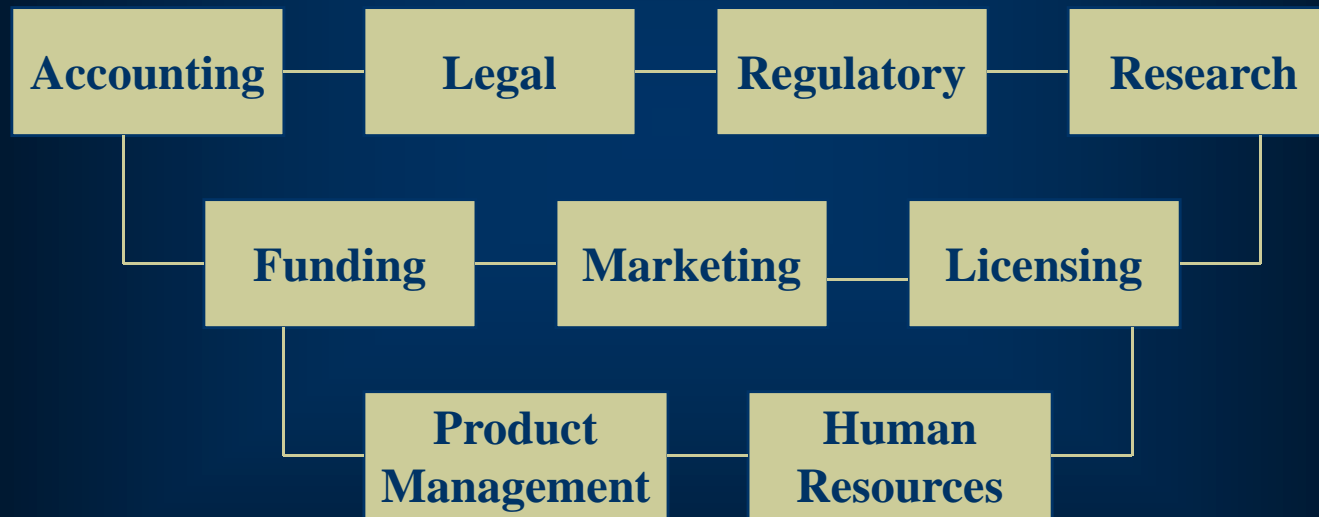 Accounting
Legal
Regulatory
Research
Funding
Marketing
Licensing
Product
Management
Human
Resources